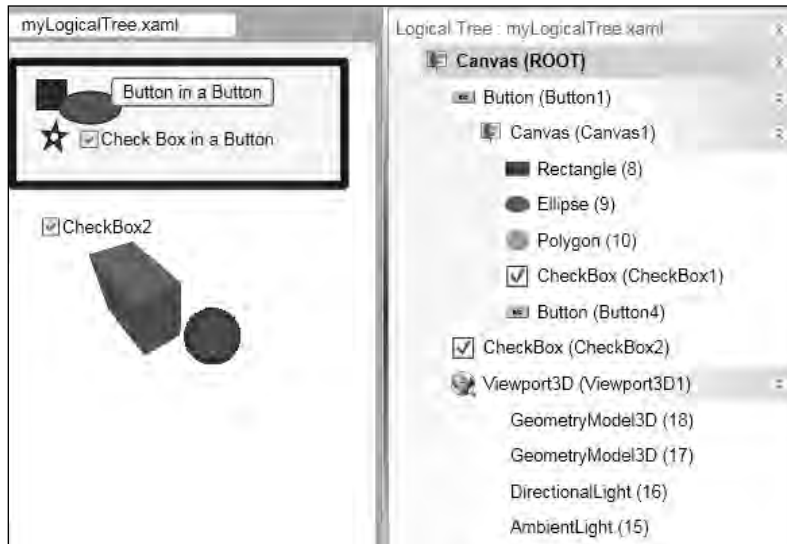 myLogicalTree.xaml
Button in a Button
Check Box in a Button
CheckBox2
Logical Tree : myLogicalTree.xaml
Canvas (ROOT)
Button (Button1)
Canvas (Canvas1)
Rectangle (8)
Ellipse (9)
Polygon (10)
CheckBox (CheckBox1)
Button (Button4)
CheckBox (CheckBox2)
Viewport3D (Viewport3D1)
GeometryModel3D (18)
GeometryModel3D (17)
DirectionalLight (16)
AmbientLight (15)